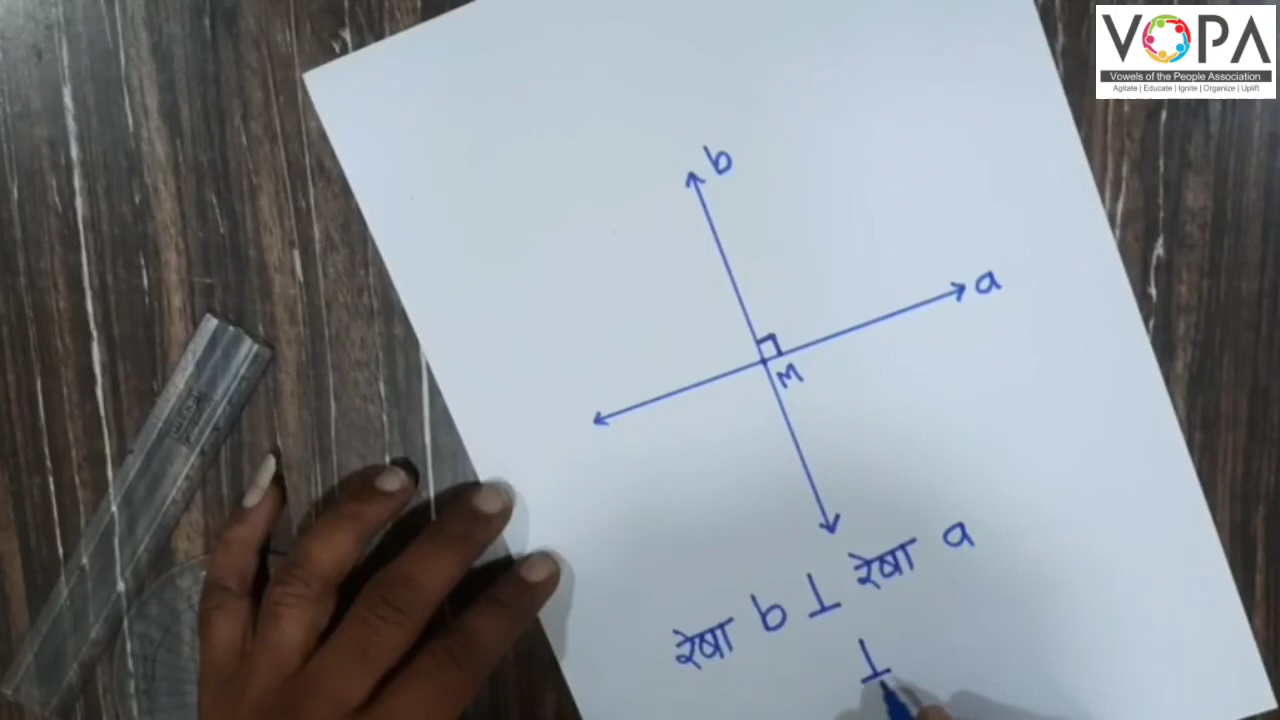 VOPA
Vowels of the People Association
Agitate | Educate | Ignite | Organize | Uplift
b
a
M
रेषा b ⊥ रेषा a
⊥